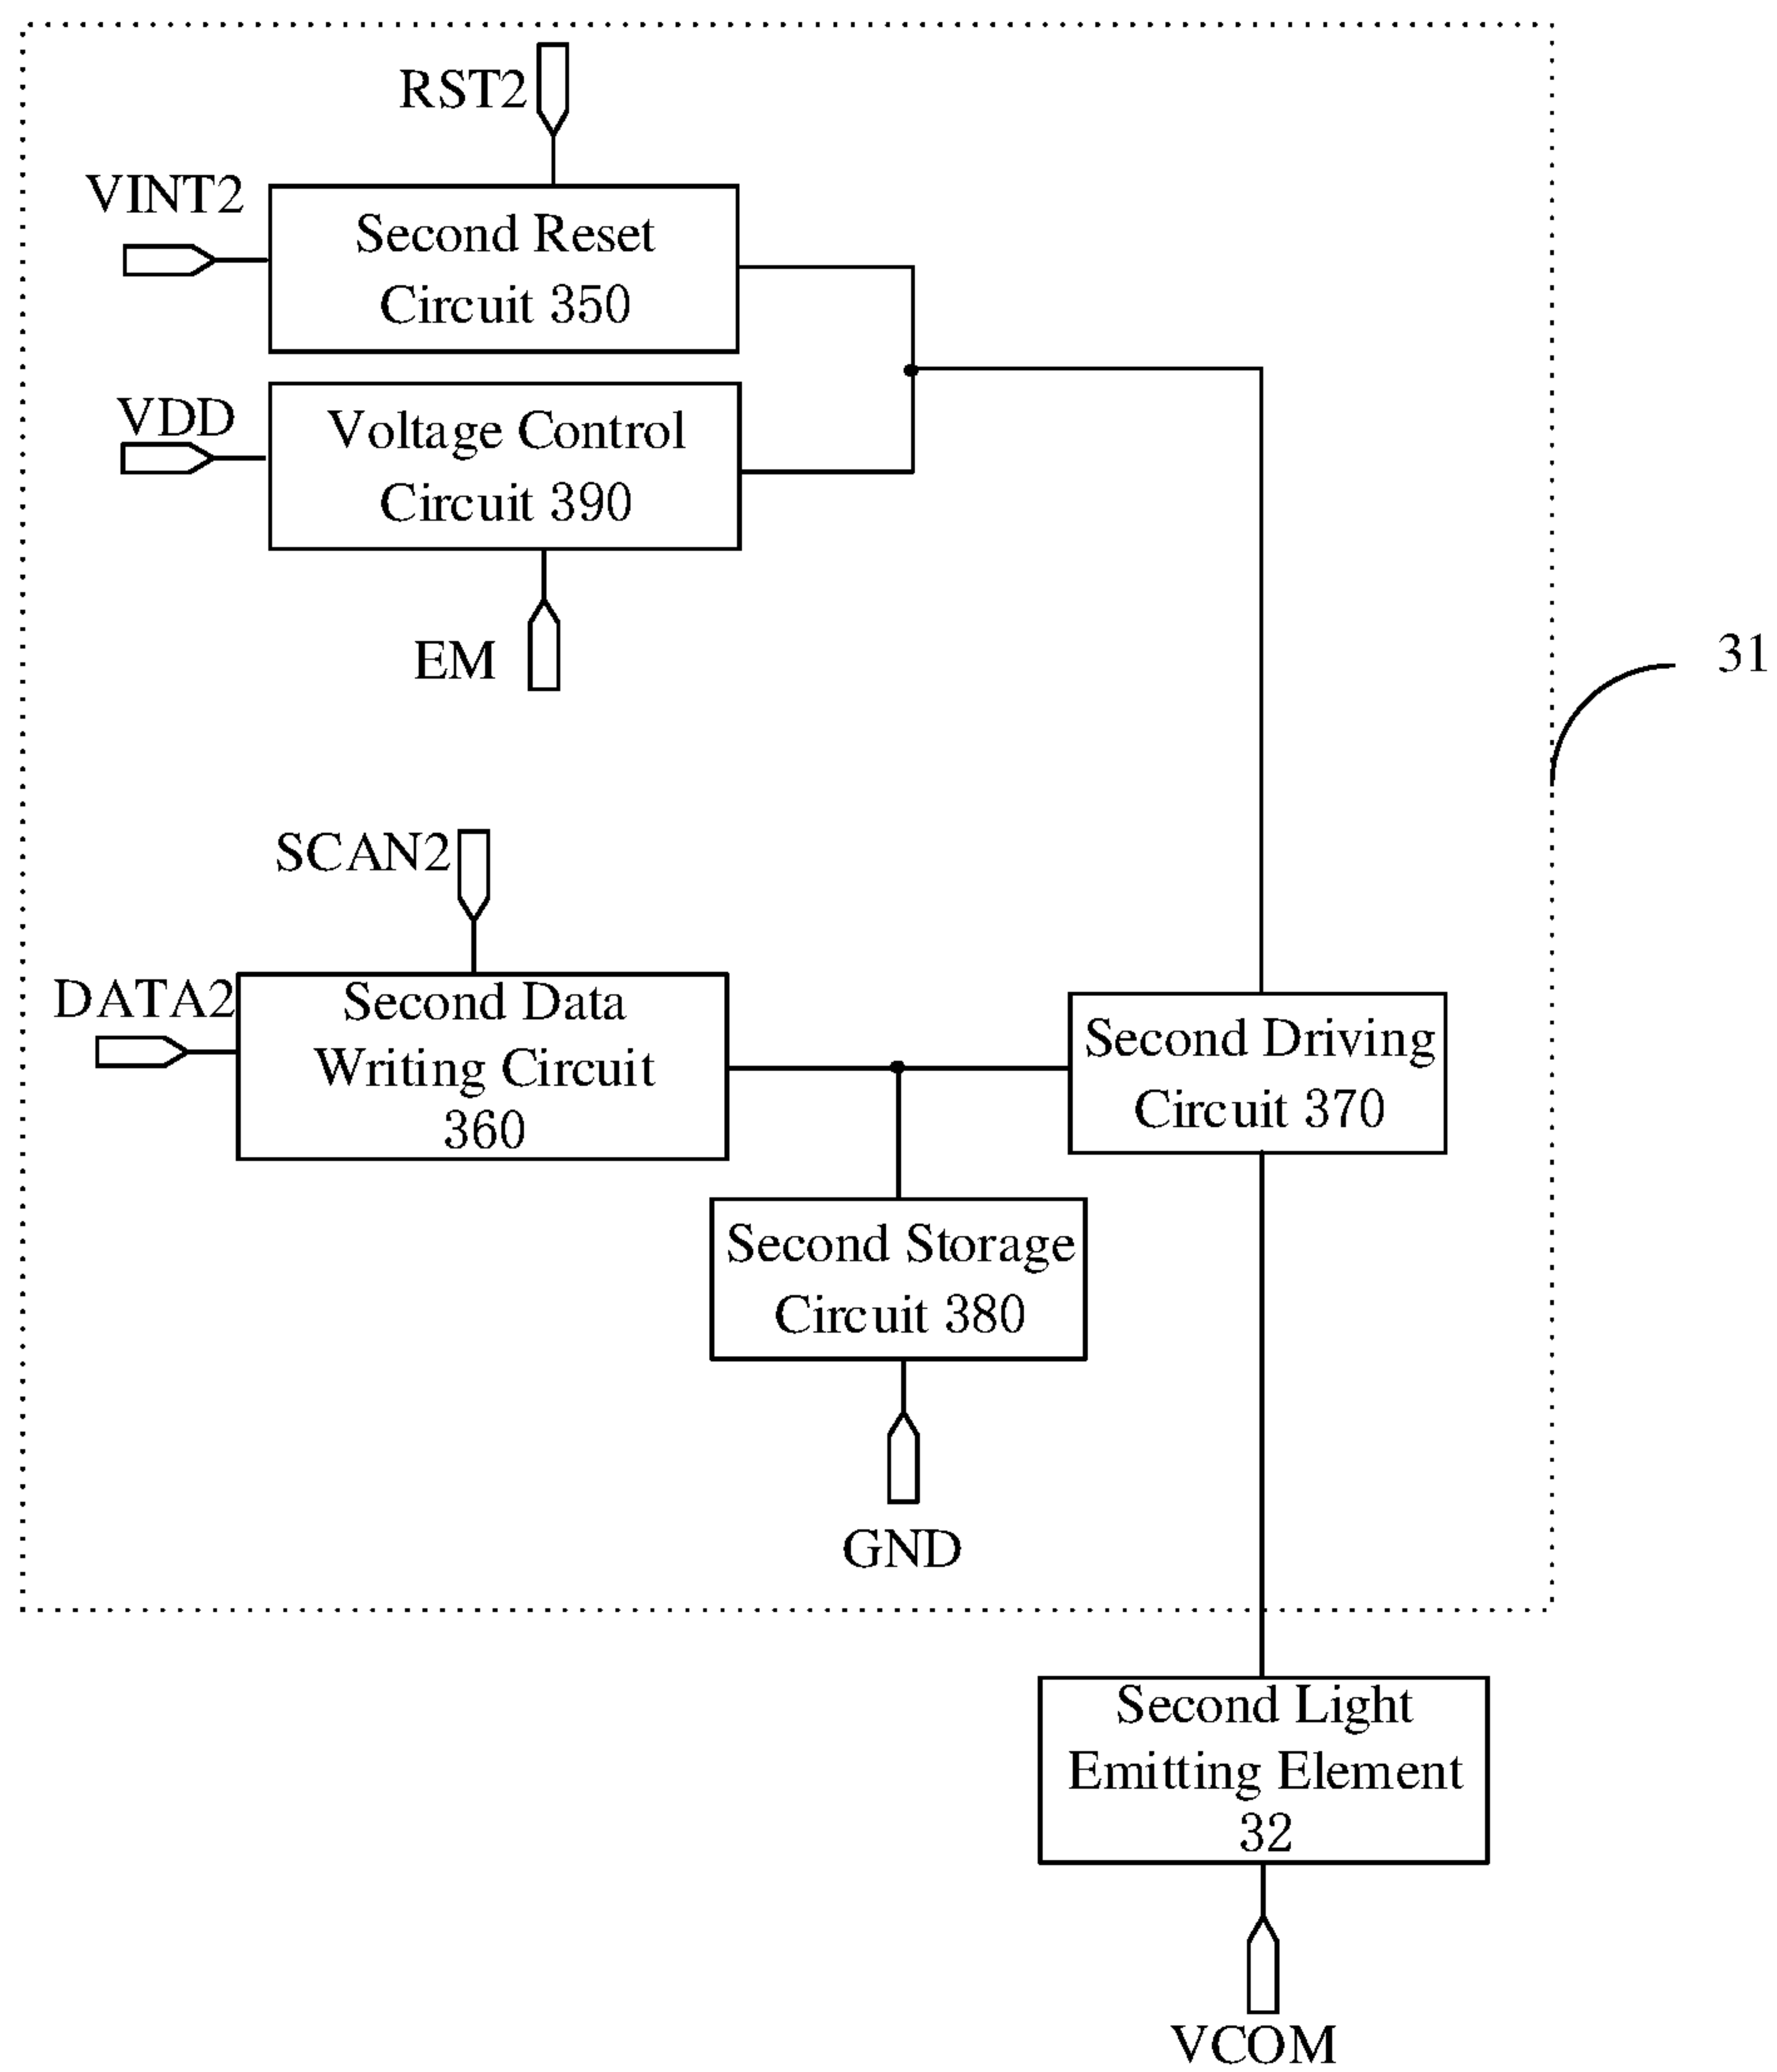 RST2
VINT2
Second Reset
Circuit 350
VDD
Voltage Control
Circuit 390
EM
31
SCAN2
DATA2
Second Data
Writing Circuit
360
Second Driving
Circuit 370
Second Storage
Circuit 380
GND
Second Light
Emitting Element
32
VCOM